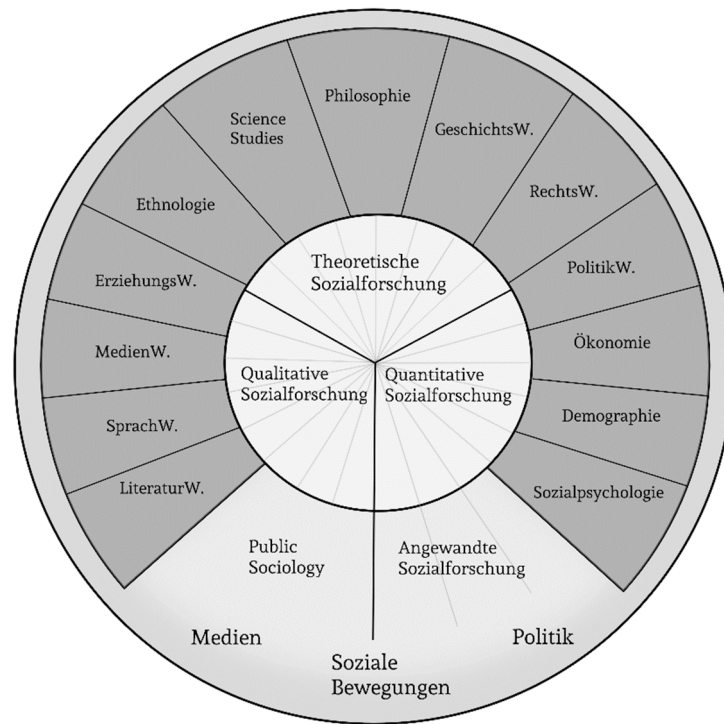 Philosophie
Science
Studies
GeschichtsW.
Ethnologie
RechtsW.
Theoretische
Sozialforschung
ErziehungsW.
PolitikW.
MedienW.
Ökonomie
Qualitative
Sozialforschung
Quantitative
Sozialforschung
SprachW.
Demographie
LiteraturW.
Sozialpsychologie
Public
Sociology
Angewandte
Sozialforschung
Medien
Politik
Soziale
Bewegungen